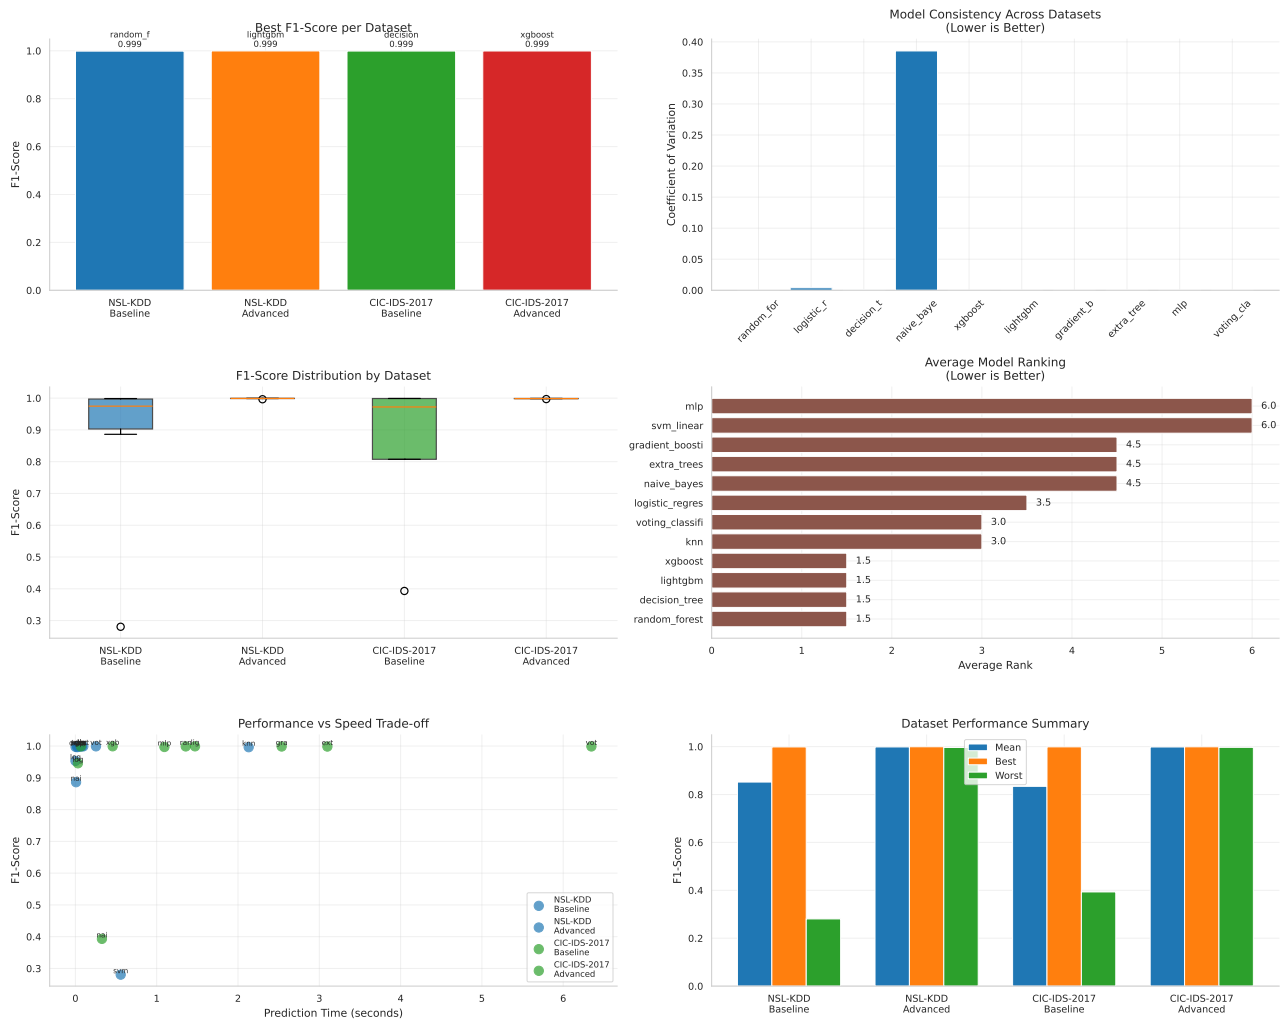 Best F1-Score per Dataset
random_f
0.999
lightgbm
0.999
decision
0.999
xgboost
0.999
F1-Score
1.0
0.8
0.6
0.4
0.2
0.0
NSL-KDD
Baseline
NSL-KDD
Advanced
CIC-IDS-2017
Baseline
CIC-IDS-2017
Advanced
Model Consistency Across Datasets
(Lower is Better)
Coefficient of Variation
0.40
0.35
0.30
0.25
0.20
0.15
0.10
0.05
0.00
random_for
logistic_r
decision_t
naive_baye
xgboost
lightgbm
gradient_b
extra_tree
mlp
voting_cla
F1-Score Distribution by Dataset
F1-Score
1.0
0.9
0.8
0.7
0.6
0.5
0.4
0.3
NSL-KDD
Baseline
NSL-KDD
Advanced
CIC-IDS-2017
Baseline
CIC-IDS-2017
Advanced
Average Model Ranking
(Lower is Better)
mlp 6.0
svm_linear 6.0
gradient_boosti 4.5
extra_trees 4.5
naive_bayes 4.5
logistic_regres 3.5
voting_classifi 3.0
knn 3.0
xgboost 1.5
lightgbm 1.5
decision_tree 1.5
random_forest 1.5
0 1 2 3 4 5 6
Average Rank
Performance vs Speed Trade-off
F1-Score
1.0
0.9
0.8
0.7
0.6
0.5
0.4
0.3
vot
xgb
mlp
knn
gra
ext
vot
log
nai
nai
svm
NSL-KDD
Baseline
NSL-KDD
Advanced
CIC-IDS-2017
Baseline
CIC-IDS-2017
Advanced
0 1 2 3 4 5 6
Prediction Time (seconds)
Dataset Performance Summary
Mean
Best
Worst
F1-Score
1.0
0.8
0.6
0.4
0.2
0.0
NSL-KDD
Baseline
NSL-KDD
Advanced
CIC-IDS-2017
Baseline
CIC-IDS-2017
Advanced